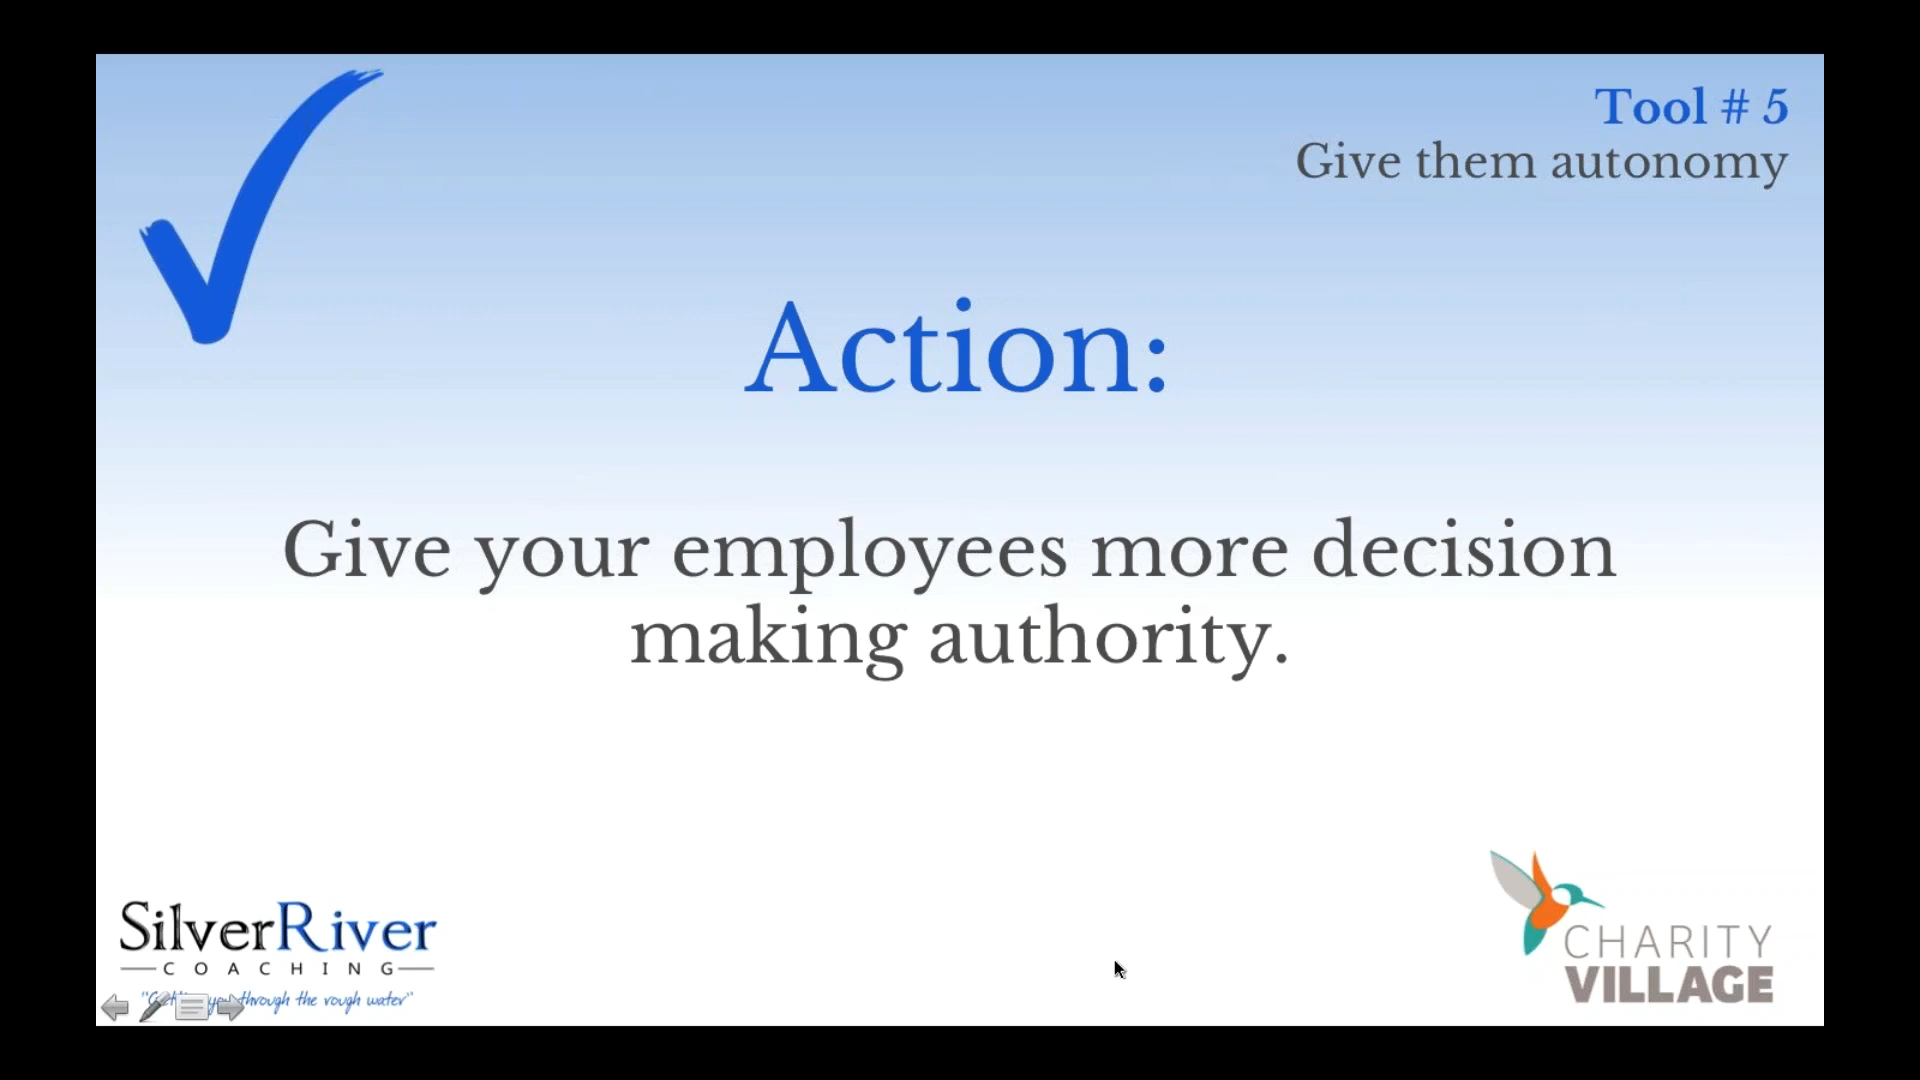 Tool # 5
Give them autonomy
Action:
Give your employees more decision
making authority.
SilverRiver
COACHING
through the rough water"
CHARITY
VILLAGE